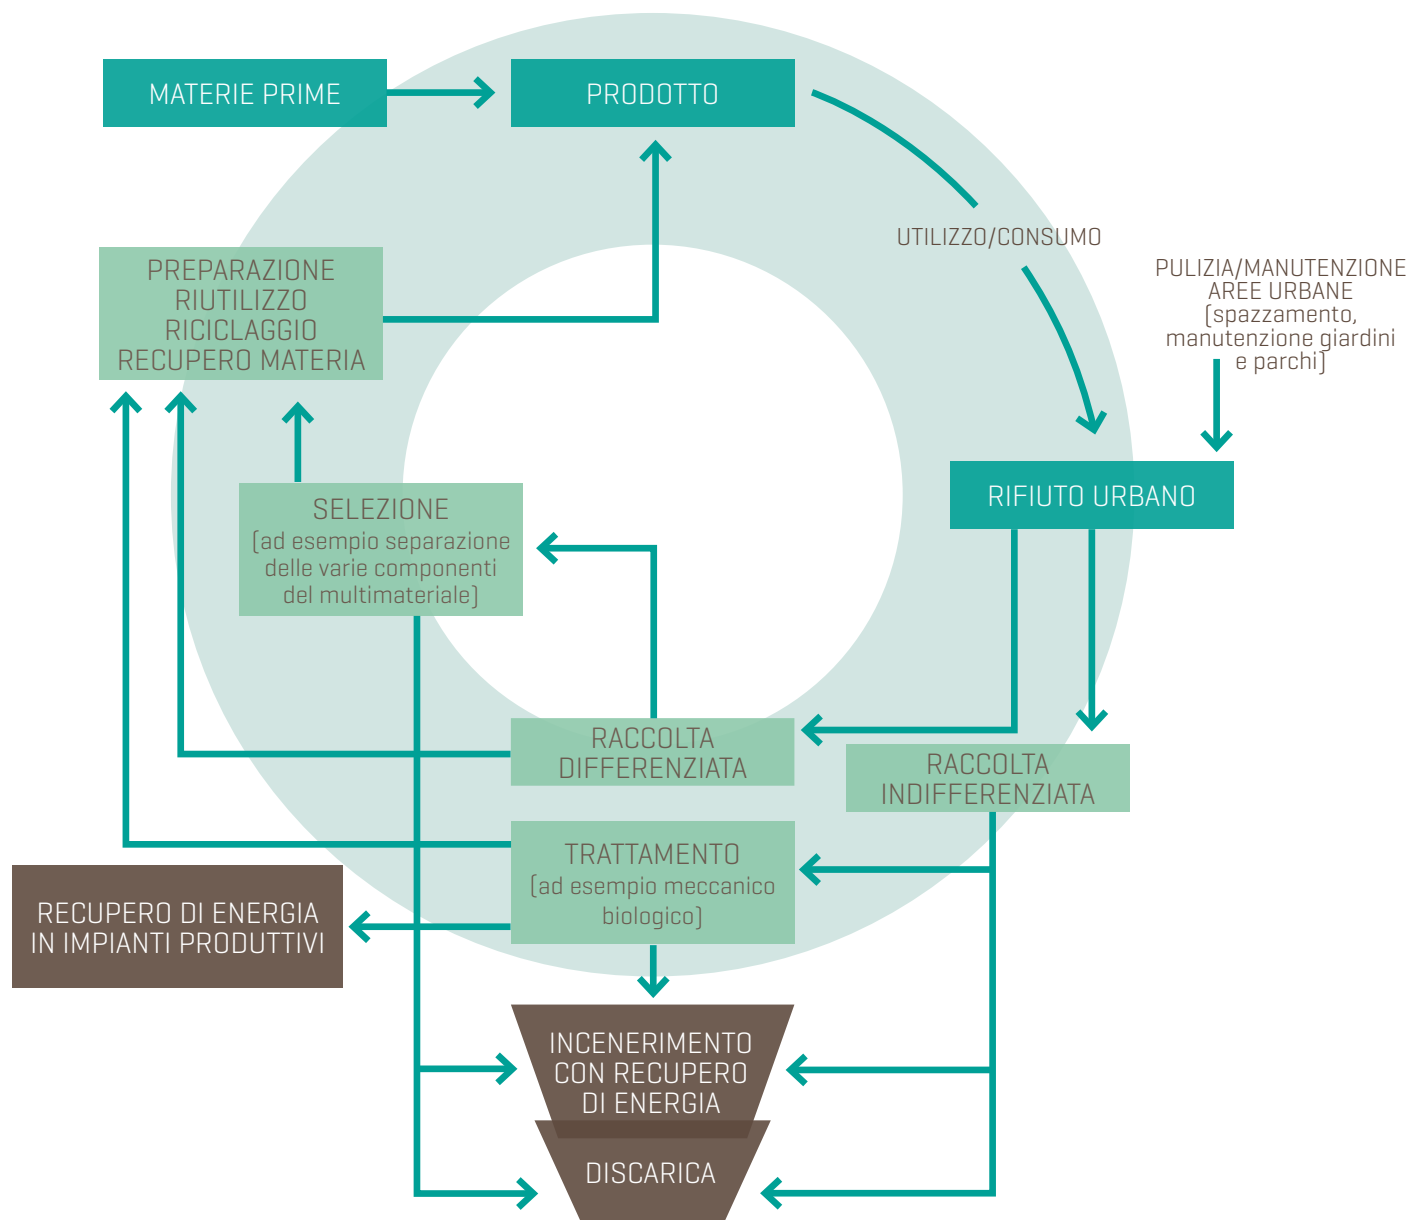 MATERIE PRIME
PRODOTTO
UTILIZZO/CONSUMO
PULIZIA/MANUTENZIONE
AREE URBANE
(spazzamento,
manutenzione giardini
e parchi)
PREPARAZIONE
RIUTILIZZO
RICICLAGGIO
RECUPERO MATERIA
RIFIUTO URBANO
SELEZIONE
(ad esempio separazione
delle varie componenti
del multimateriale)
RACCOLTA
DIFFERENZIATA
RACCOLTA
INDIFFERENZIATA
TRATTAMENTO
(ad esempio meccanico
biologico)
RECUPERO DI ENERGIA
IN IMPIANTI PRODUTTIVI
INCENERIMENTO
CON RECUPERO
DI ENERGIA
DISCARICA